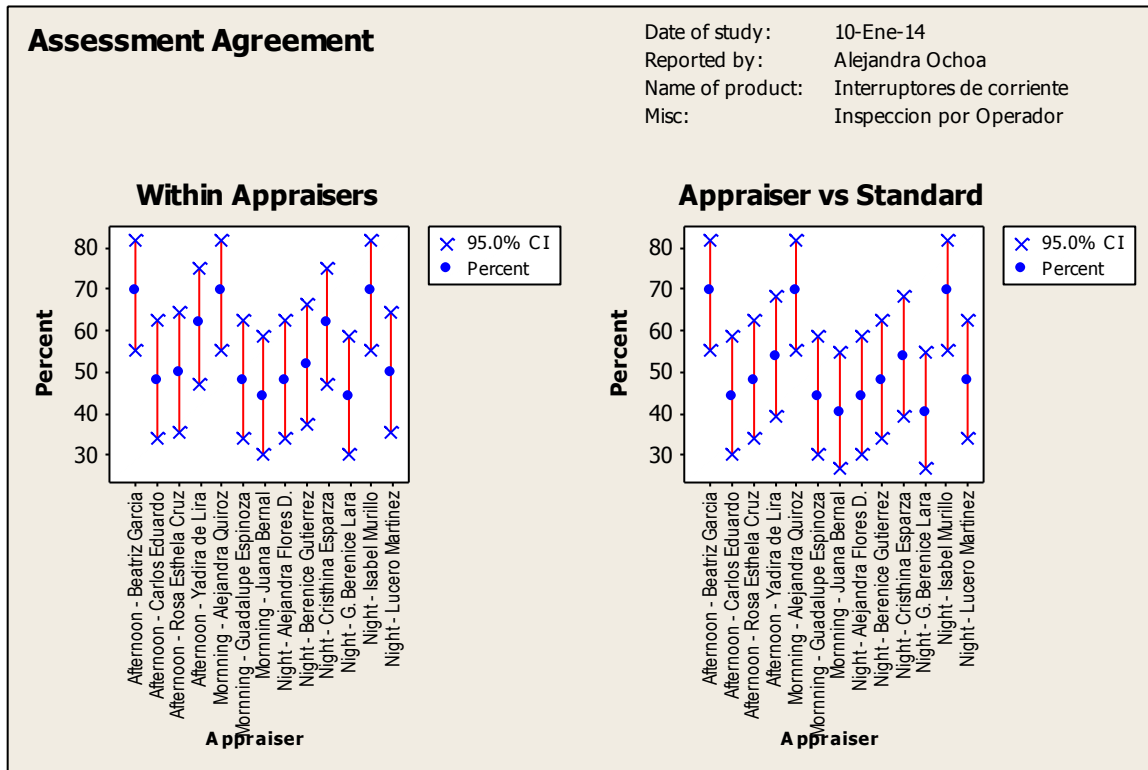 Assessment Agreement
Date of study: 10-Ene-14
Reported by: Alejandra Ochoa
Name of product: Interruptores de corriente
Misc: Inspeccion por Operador
Within Appraisers
80
70
60
50
40
30
Percent
95.0% CI
Percent
Afternoon - Beatriz Garcia
Afternoon - Carlos Eduardo
Afternoon - Rosa Esthela Cruz
Afternoon - Yadira de Lira
Mornning - Alejandra Quiroz
Mornning - Guadalupe Espinoza
Mornning - Juana Bernal
Night - Alejandra Flores D.
Night - Berenice Gutierrez
Night - Cristhina Esparza
Night - G. Berenice Lara
Night - Isabel Murillo
Night - Lucero Martinez
Appraiser
Appraiser vs Standard
80
70
60
50
40
30
Percent
95.0% CI
Percent
Afternoon - Beatriz Garcia
Afternoon - Carlos Eduardo
Afternoon - Rosa Esthela Cruz
Afternoon - Yadira de Lira
Mornning - Alejandra Quiroz
Mornning - Guadalupe Espinoza
Mornning - Juana Bernal
Night - Alejandra Flores D.
Night - Berenice Gutierrez
Night - Cristhina Esparza
Night - G. Berenice Lara
Night - Isabel Murillo
Night - Lucero Martinez
Appraiser